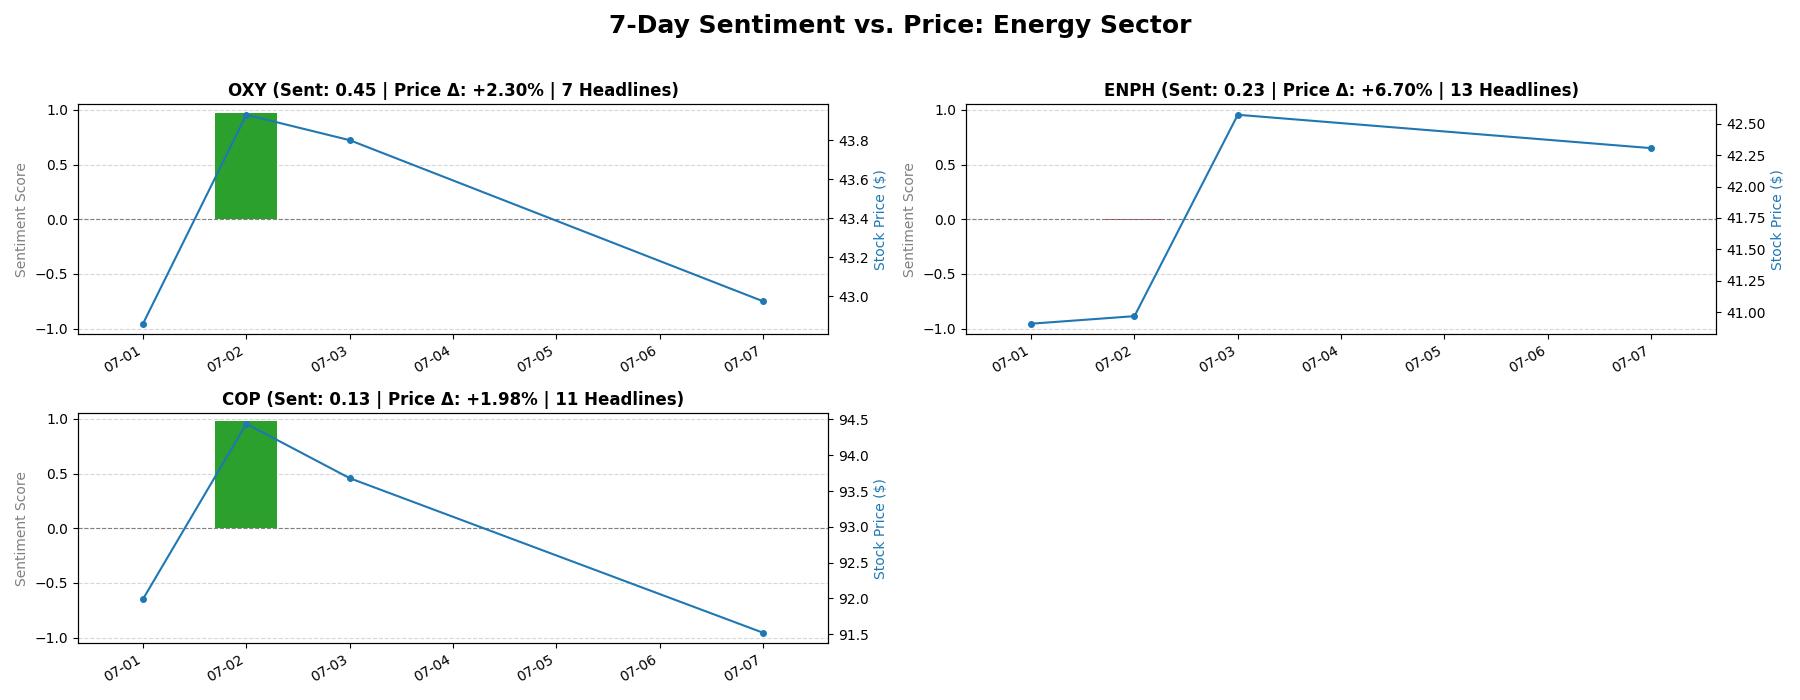 7-Day Sentiment vs. Price: Energy Sector
OXY (Sent: 0.45 | Price Δ: +2.30% | 7 Headlines)
Sentiment Score
1.0
0.5
0.0
−0.5
−1.0
43.8
43.6
43.4
43.2
43.0
Stock Price ($)
07-01 07-02 07-03 07-04 07-05 07-06 07-07
ENPH (Sent: 0.23 | Price Δ: +6.70% | 13 Headlines)
Sentiment Score
1.0
0.5
0.0
−0.5
−1.0
42.50
42.25
42.00
41.75
41.50
41.25
41.00
Stock Price ($)
07-01 07-02 07-03 07-04 07-05 07-06 07-07
COP (Sent: 0.13 | Price Δ: +1.98% | 11 Headlines)
Sentiment Score
1.0
0.5
0.0
−0.5
−1.0
94.5
94.0
93.5
93.0
92.5
92.0
91.5
Stock Price ($)
07-01 07-02 07-03 07-04 07-05 07-06 07-07